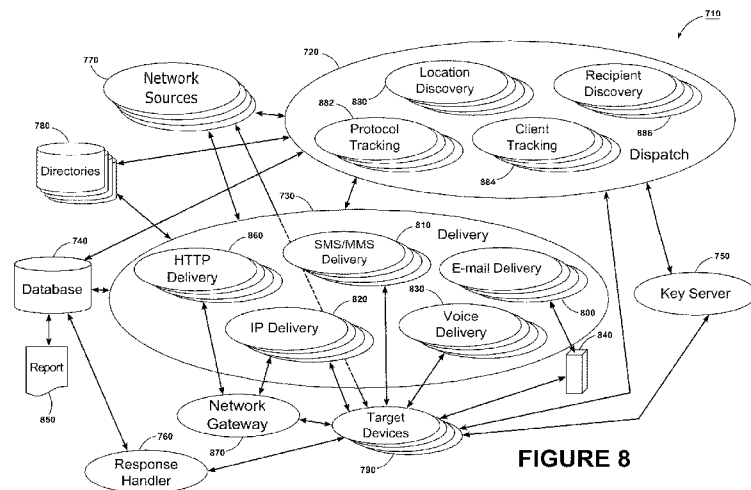 710
720
770
Network
Sources
Location
Discovery
880
Recipient
Discovery
886
882
Protocol
Tracking
Client
Tracking
884
Dispatch
780
Directories
730
740
Database
860
HTTP
Delivery
810
SMS/MMS
Delivery
Delivery
E-mail Delivery
800
820
IP Delivery
830
Voice
Delivery
750
Key Server
840
Report
850
Network
Gateway
870
Target
Devices
790
760
Response
Handler
FIGURE 8